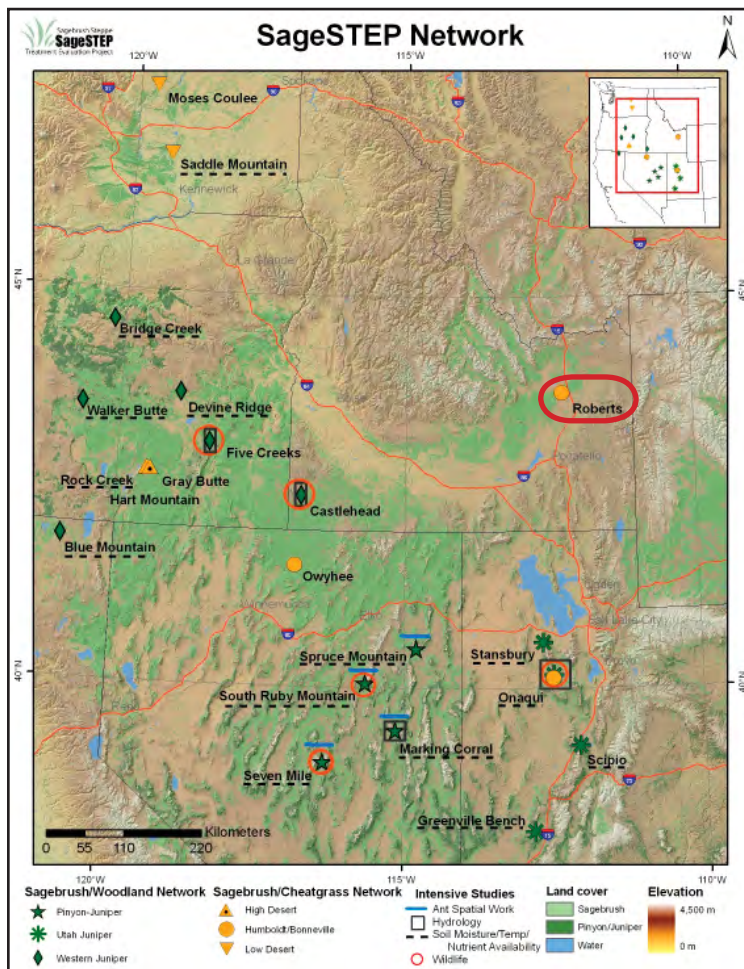 Sagebrush Steppe
SageSTEP
Treatment Evaluation Project
SageSTEP Network
N
120°W
115°W
110°W
Spokane
Moses Coulee
Saddle Mountain
Kennewick
La Grande
45°N
45°N
Bridge Creek
Walker Butte
Devine Ridge
Five Creeks
Roberts
Boise
Pocatello
Rock Creek
Gray Butte
Hart Mountain
Castlehead
Blue Mountain
Owyhee
Winnemucca
Elko
Ogden
Salt Lake City
Spruce Mountain
Stansbury
Provo
40°N
40°N
South Ruby Mountain
Onaqui
Marking Corral
Seven Mile
Scipio
Greenville Bench
Kilometers
0 55 110 220
120°W
115°W
110°W
Sagebrush/Woodland Network
Pinyon-Juniper
Utah Juniper
Western Juniper
Sagebrush/Cheatgrass Network
High Desert
Humboldt/Bonneville
Low Desert
Intensive Studies
Ant Spatial Work
Hydrology
Soil Moisture/Temp/
Nutrient Availability
Wildlife
Land cover
Sagebrush
Pinyon/Juniper
Water
Elevation
4,500 m
0 m